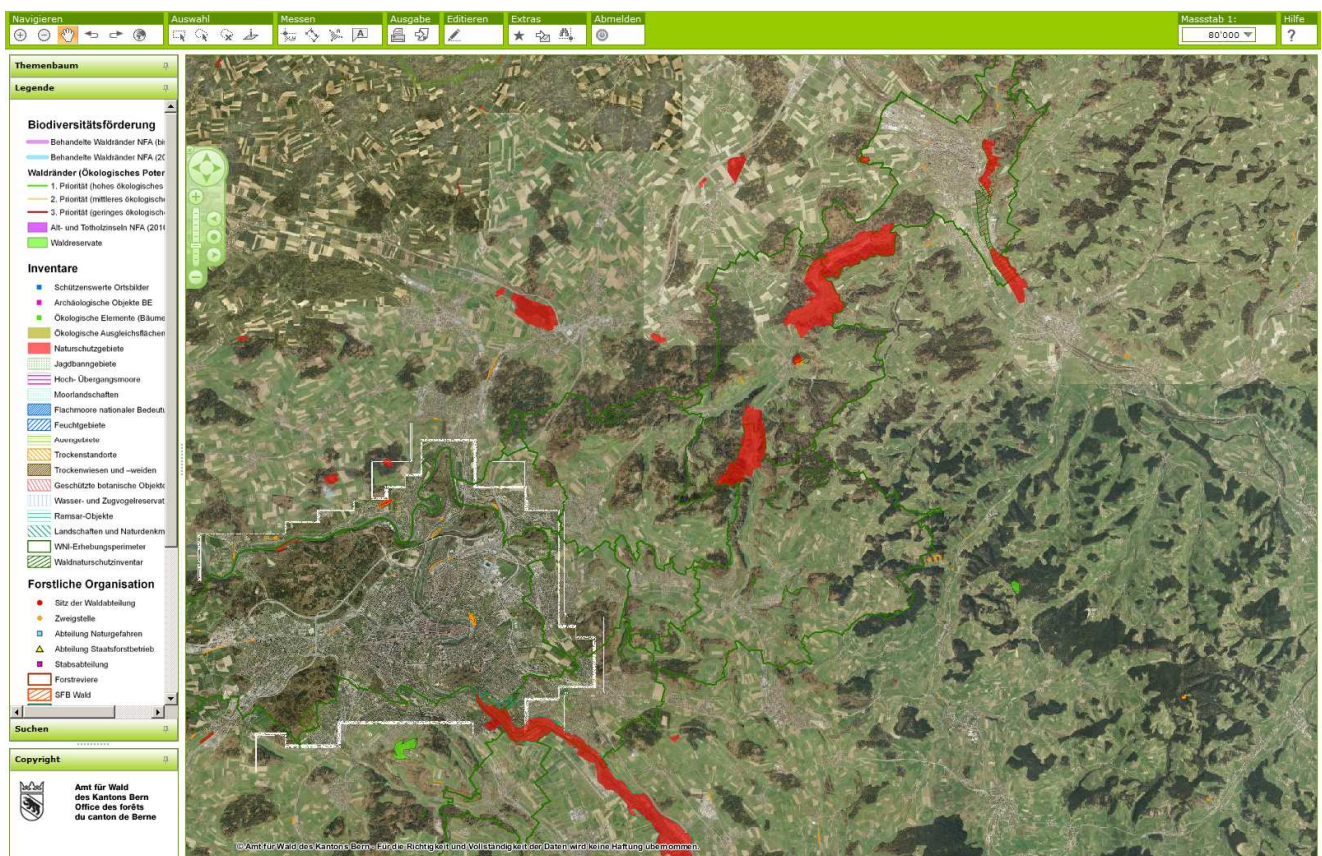 Navigieren
Auswahl
Messen
Ausgabe
Editieren
Extras
Abmelden
Massstab 1:
Hilfe
A
80'000
?
Themenbaum
Legende
Biodiversitätsförderung
Behandelte Waldränder NFA (bi
Behandelte Waldränder NFA (20
Waldränder (Ökologisches Poter
1. Priorität (hohes ökologisches
2. Priorität (mittleres ökologisch
3. Priorität (geringes ökologisch
Alt- und Totholzinseln NFA (201
Waldreservate
Inventare
Schützenswerte Ortsbilder
Archäologische Objekte BE
Ökologische Elemente (Bäume
Ökologische Ausgleichsflächen
Naturschutzgebiete
Jagdbanngebiete
Hoch- Übergangsmoore
Moorlandschaften
Flachmoore nationaler Bedeutu
Feuchtgebiete
Auengebiete
Trockenstandorte
Trockenwiesen und –weiden
Geschützte botanische Objekte
Wasser- und Zugvogelreservat
Ramsar-Objekte
Landschaften und Naturdenkm
WNI-Erhebungsperimeter
Waldnaturschutzinventar
Forstliche Organisation
Sitz der Waldabteilung
Zweigstelle
Abteilung Naturgefahren
Abteilung Staatsforstbetrieb
Stabsabteilung
Forstreviere
SFB Wald
Suchen
Copyright
Amt für Wald
des Kantons Bern
Office des forêts
du canton de Berne
© Amt für Wald des Kantons Bern - Für die Richtigkeit und Vollständigkeit der Daten wird keine Haftung übernommen.